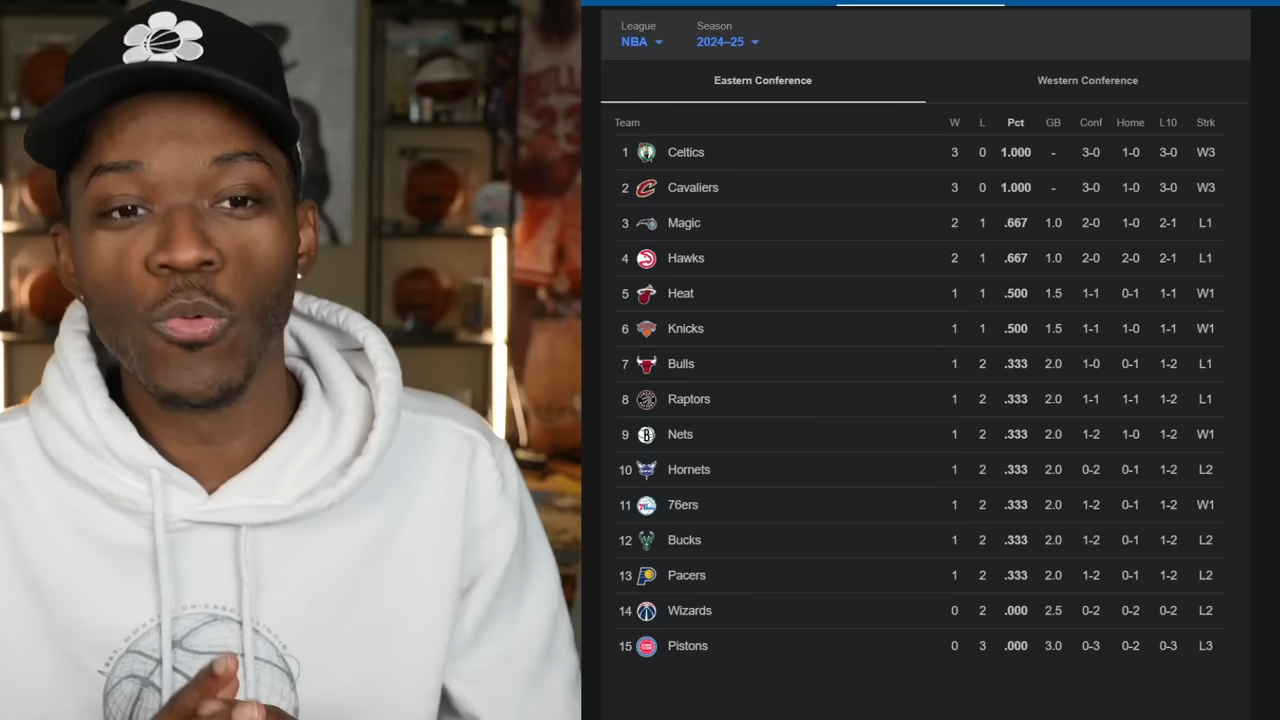 League Season
NBA 2024–25
Eastern Conference Western Conference
Team W L Pct GB Conf Home L10 Strk
1 Celtics 3 0 1.000 - 3-0 1-0 3-0 W3
2 Cavaliers 3 0 1.000 - 3-0 1-0 3-0 W3
3 Magic 2 1 .667 1.0 2-0 1-0 2-1 L1
4 Hawks 2 1 .667 1.0 2-0 2-0 2-1 L1
5 Heat 1 1 .500 1.5 1-1 0-1 1-1 W1
6 Knicks 1 1 .500 1.5 1-1 1-0 1-1 W1
7 Bulls 1 2 .333 2.0 1-0 0-1 1-2 L1
8 Raptors 1 2 .333 2.0 1-1 1-1 1-2 L1
9 Nets 1 2 .333 2.0 1-2 1-0 1-2 W1
10 Hornets 1 2 .333 2.0 0-2 0-1 1-2 L2
11 76ers 1 2 .333 2.0 1-2 0-1 1-2 W1
12 Bucks 1 2 .333 2.0 1-2 0-1 1-2 L2
13 Pacers 1 2 .333 2.0 1-2 0-1 1-2 L2
14 Wizards 0 2 .000 2.5 0-2 0-2 0-2 L2
15 Pistons 0 3 .000 3.0 0-3 0-2 0-3 L3
CHICAGO, ILLINOIS